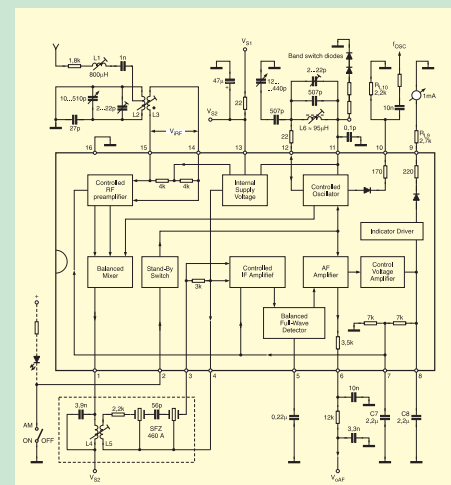 VS1
Band switch diodes
fOSC
1.8k
L1
800μH
1n
47μ
12...
...440p
2...22p
507p
507p
L6 ≈ 95μH
RL10
2,2k
10n
1mA
10...510p
2...22p
27p
L2
L3
ViRF
VS2
22
22
0,1p
RL9
2,7k
16
15
14
13
12
11
10
9
Controlled
RF
preamplifier
4k
4k
Internal
Supply
Voltage
Controlled
Oscillator
170
220
Indicator Driver
Balanced
Mixer
Stand-By
Switch
3k
Controlled
IF Amplifief
AF
Amplifier
Control
Voltage
Amplifier
Balanced
Full-Wave
Detector
3,5k
7k
7k
1
2
3
4
5
6
7
8
+
AM
ON
OFF
3,9n
2,2k
56p
SFZ
460 A
L4
L5
VS2
0,22μ
10n
12k
3,3n
VoAF
C7
2,2μ
C8
2,2μ